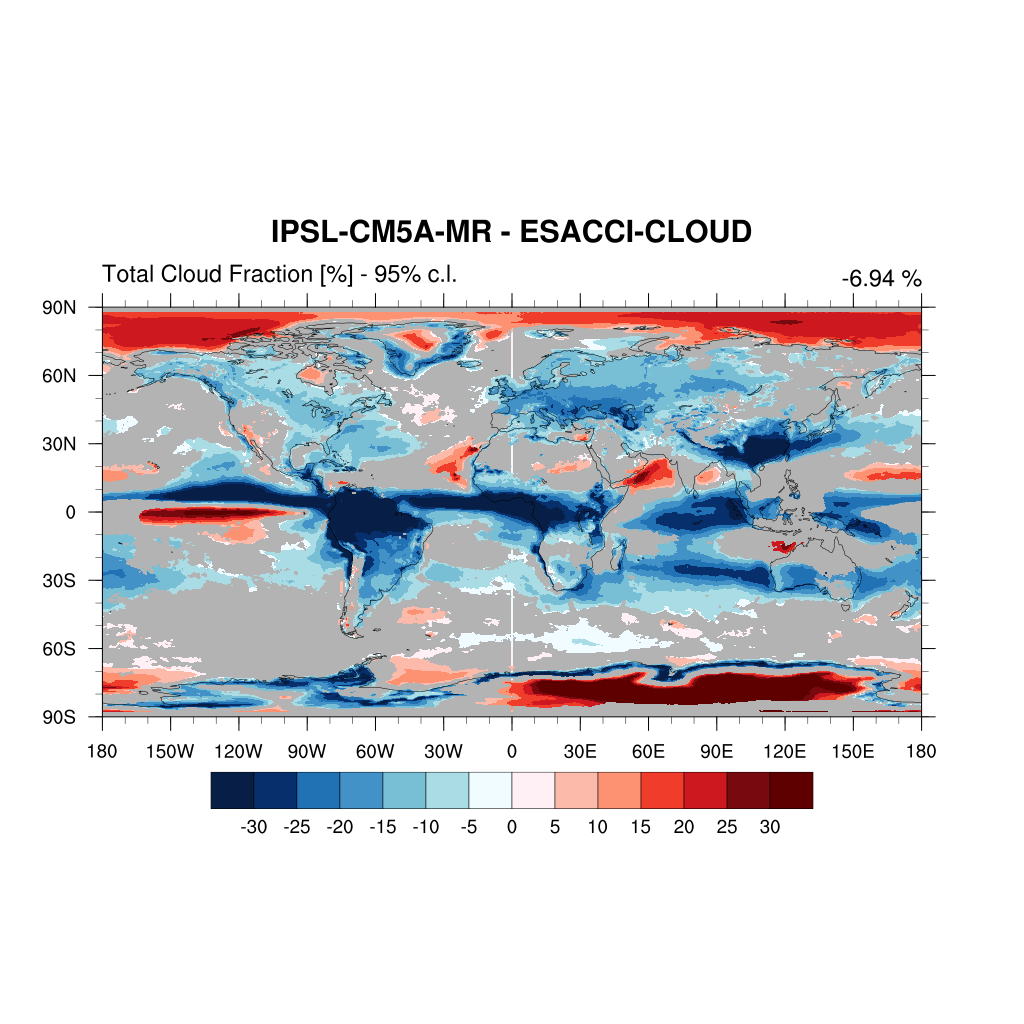 IPSL-CM5A-MR - ESACCI-CLOUD
Total Cloud Fraction [%] - 95% c.l.
-6.94 %
90N
60N
30N
0
30S
60S
90S
180 150W 120W 90W 60W 30W 0 30E 60E 90E 120E 150E 180
-30 -25 -20 -15 -10 -5 0 5 10 15 20 25 30